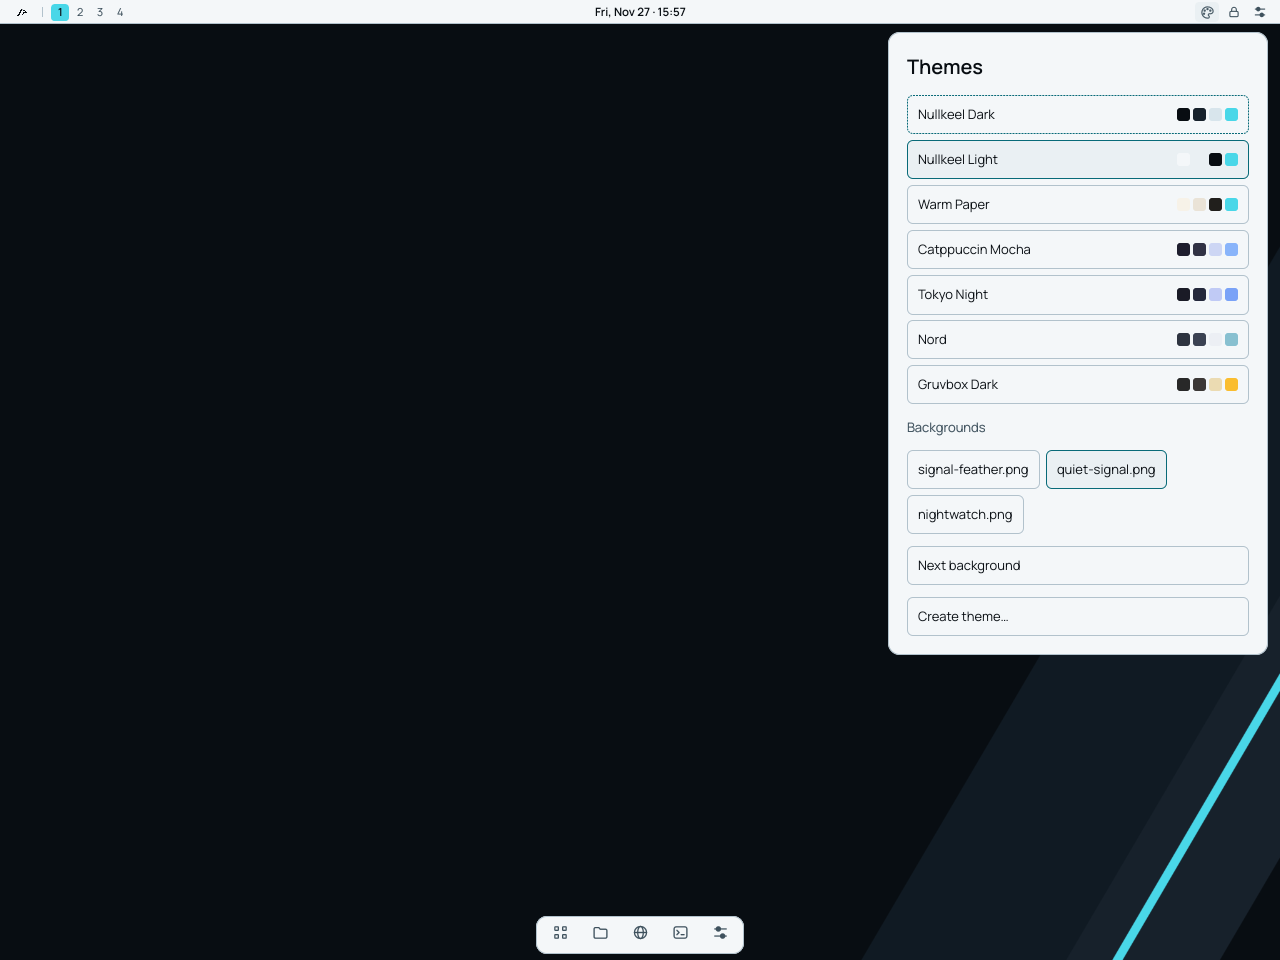 1 2 3 4
Fri, Nov 27 · 15:57
Themes
Nullkeel Dark
Nullkeel Light
Warm Paper
Catppuccin Mocha
Tokyo Night
Nord
Gruvbox Dark
Backgrounds
signal-feather.png quiet-signal.png
nightwatch.png
Next background
Create theme...